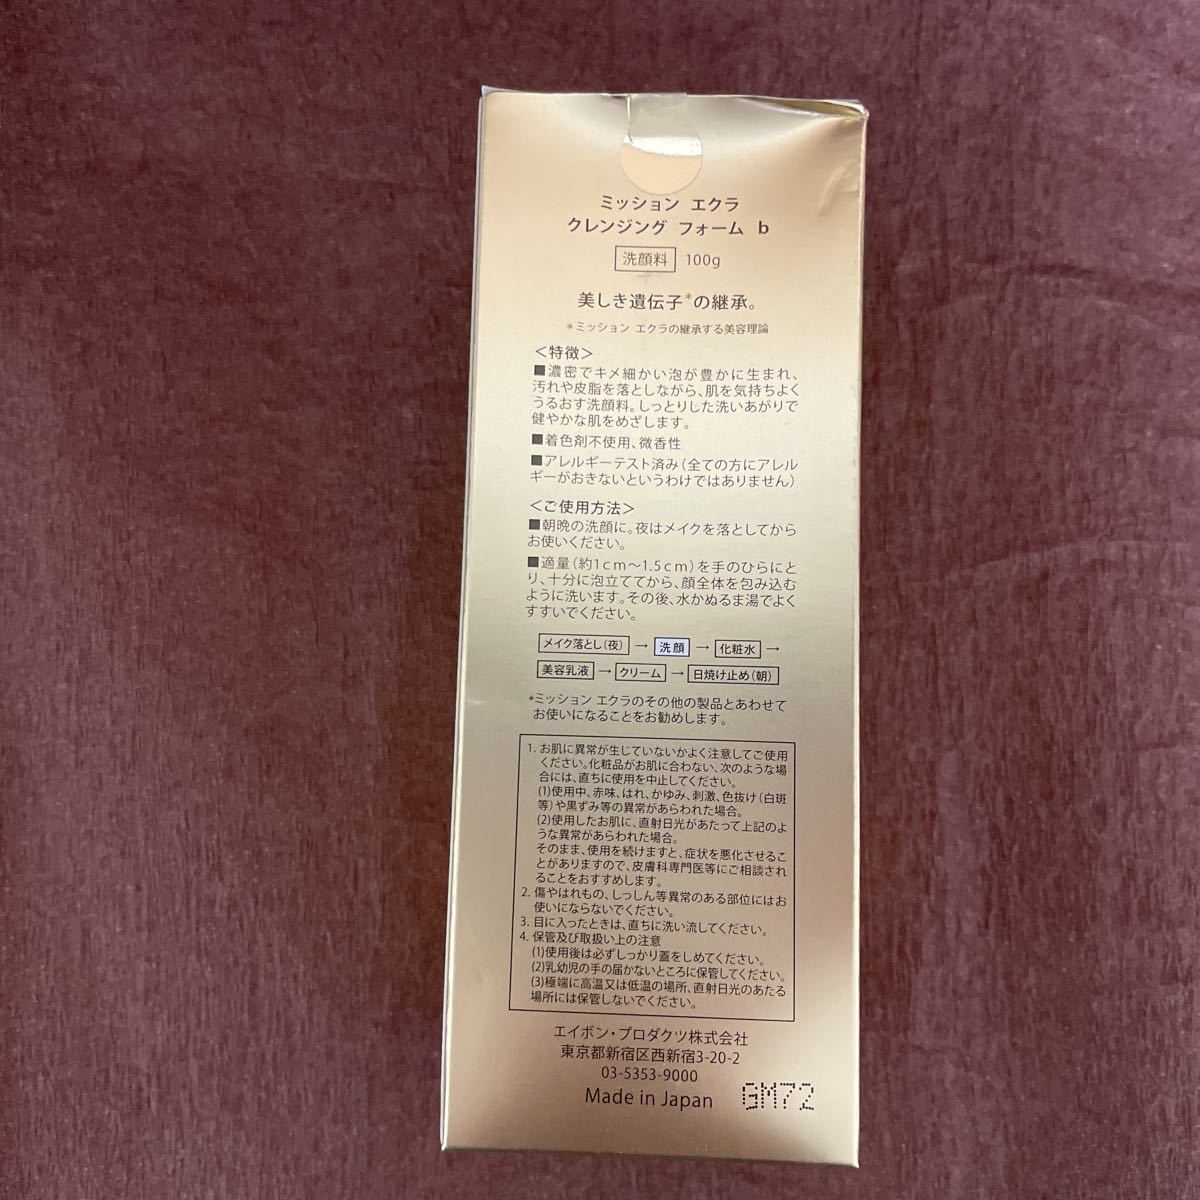 ミッション エクラ
クレンジング フォーム b
洗顔料 100g
美しき遺伝子*の継承。
*ミッション エクラの継承する美容理論
＜特徴＞
■濃密でキメ細かい泡が豊かに生まれ、
汚れや皮脂を落としながら、肌を気持ちよく
うるおす洗顔料。しっとりした洗いあがりで
健やかな肌をめざします。
■着色剤不使用、微香性
■アレルギーテスト済み（全ての方にアレル
ギーがおきないというわけではありません）
＜ご使用方法＞
■朝晩の洗顔に。夜はメイクを落としてから
お使いください。
■適量（約1cm〜1.5cm）を手のひらにと
り、十分に泡立ててから、顔全体を包み込む
ように洗います。その後、水かぬるま湯でよく
すすいでください。
メイク落とし（夜） → 洗顔 → 化粧水 →
美容乳液 → クリーム → 日焼け止め（朝）
*ミッション エクラのその他の製品とあわせて
お使いになることをお勧めします。
1. お肌に異常が生じていないかよく注意してご使用
ください。化粧品がお肌に合わない、次のような場
合には、直ちに使用を中止してください。
(1)使用中、赤味、はれ、かゆみ、刺激、色抜け（白斑
等）や黒ずみ等の異常があらわれた場合。
(2)使用したお肌に、直射日光があたって上記のよ
うな異常があらわれた場合。
そのまま、使用を続けますと、症状を悪化させるこ
とがありますので、皮膚科専門医等にご相談され
ることをおすすめします。
2. 傷やはれもの、しっしん等異常のある部位にはお
使いにならないでください。
3. 目に入ったときは、直ちに洗い流してください。
4. 保管及び取扱い上の注意
(1)使用後は必ずしっかり蓋をしめてください。
(2)乳幼児の手の届かないところに保管してください。
(3)極端に高温又は低温の場所、直射日光のあたる
場所には保管しないでください。
エイボン・プロダクツ株式会社
東京都新宿区西新宿3-20-2
03-5353-9000
Made in Japan GM72